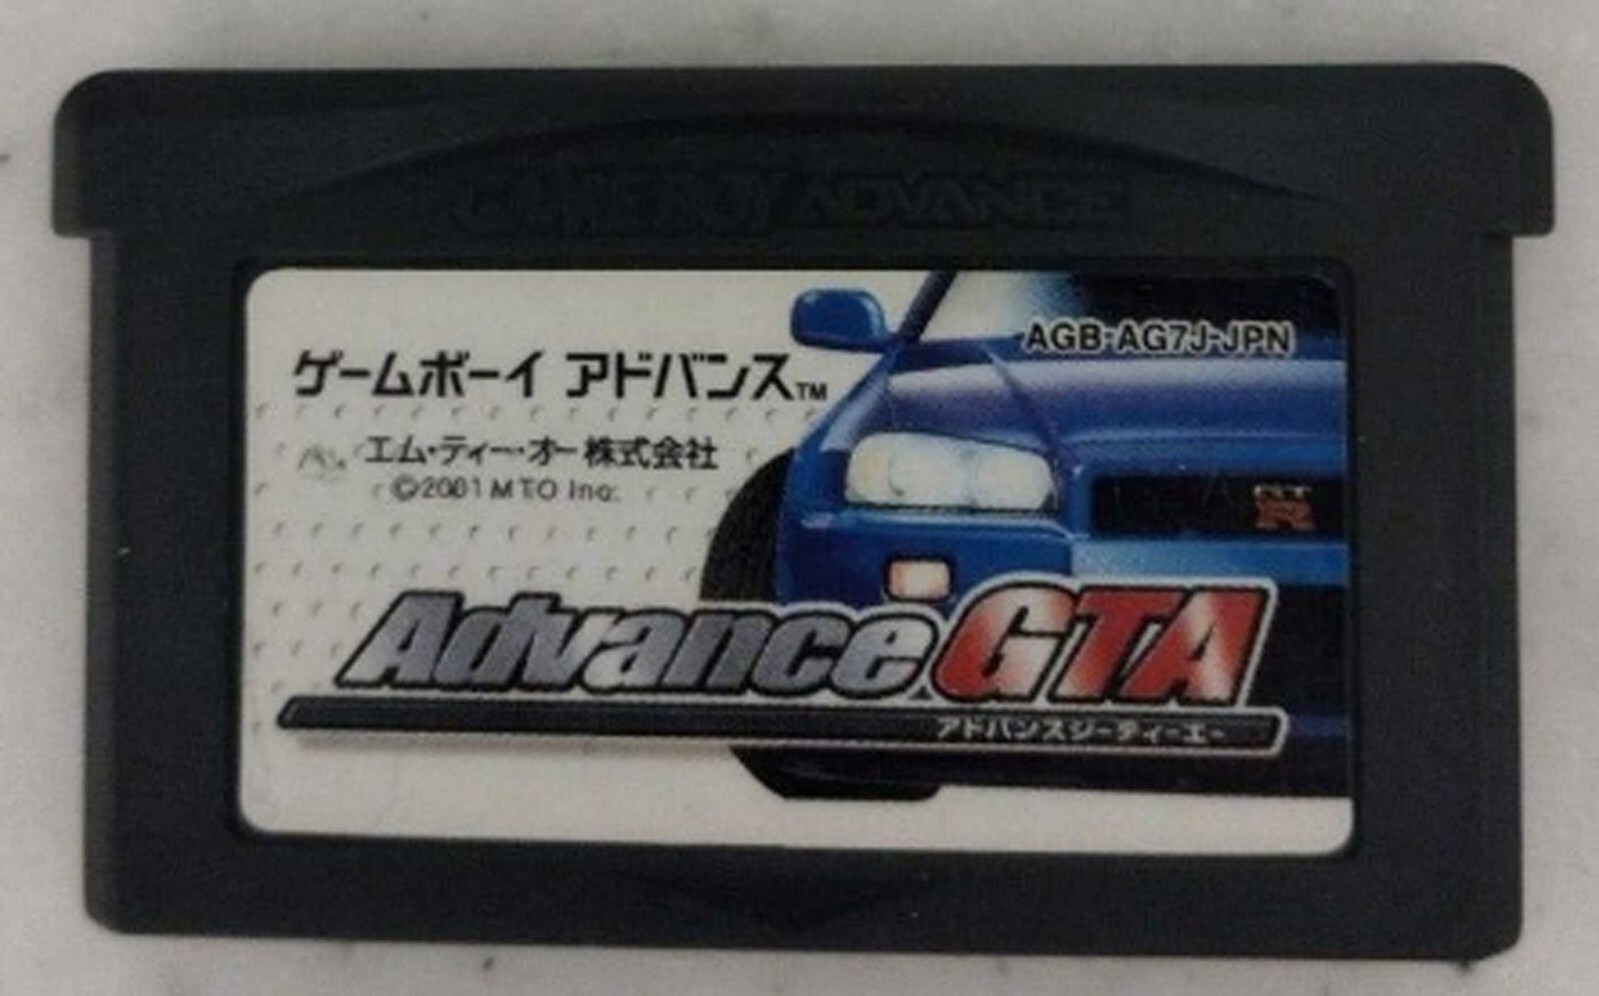 GAME BOY ADVANCE
AGB-AG7J-JPN
ゲームボーイ アドバンス™
エム・ティー・オー株式会社
©2001 MTO Inc.
GT
R
Advance GTA
アドバンスジーティーエー